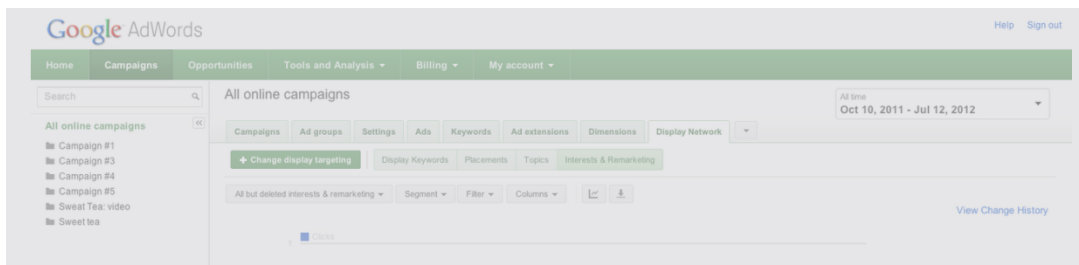 Google AdWords
Help Sign out
Home Campaigns Opportunities Tools and Analysis Billing My account
Search
All online campaigns
Campaign #1
Campaign #3
Campaign #4
Campaign #5
Sweat Tea: video
Sweet tea
All online campaigns
All time
Oct 10, 2011 - Jul 12, 2012
Campaigns Ad groups Settings Ads Keywords Ad extensions Dimensions Display Network
+ Change display targeting Display Keywords Placements Topics Interests & Remarketing
All but deleted interests & remarketing Segment Filter Columns
View Change History
Clicks
1